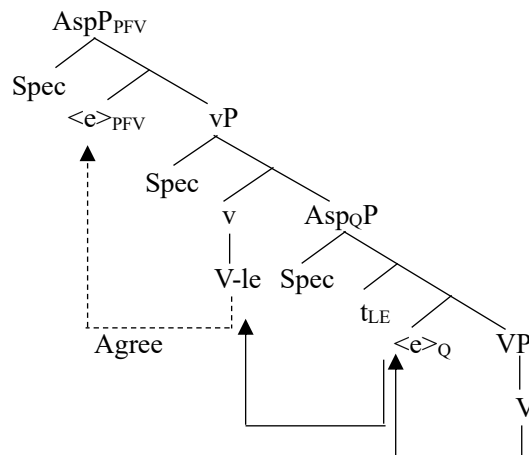 AspP_PFV
Spec
<e>_PFV vP
Spec
v Asp_QP
V-le Spec
t_LE
Agree <e>_Q VP
V